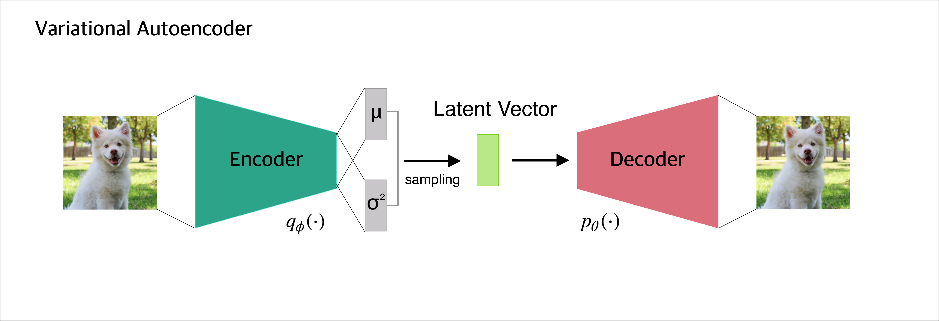 Variational Autoencoder
Latent Vector
μ
Encoder
Decoder
sampling
σ²
qϕ(·)
pθ(·)